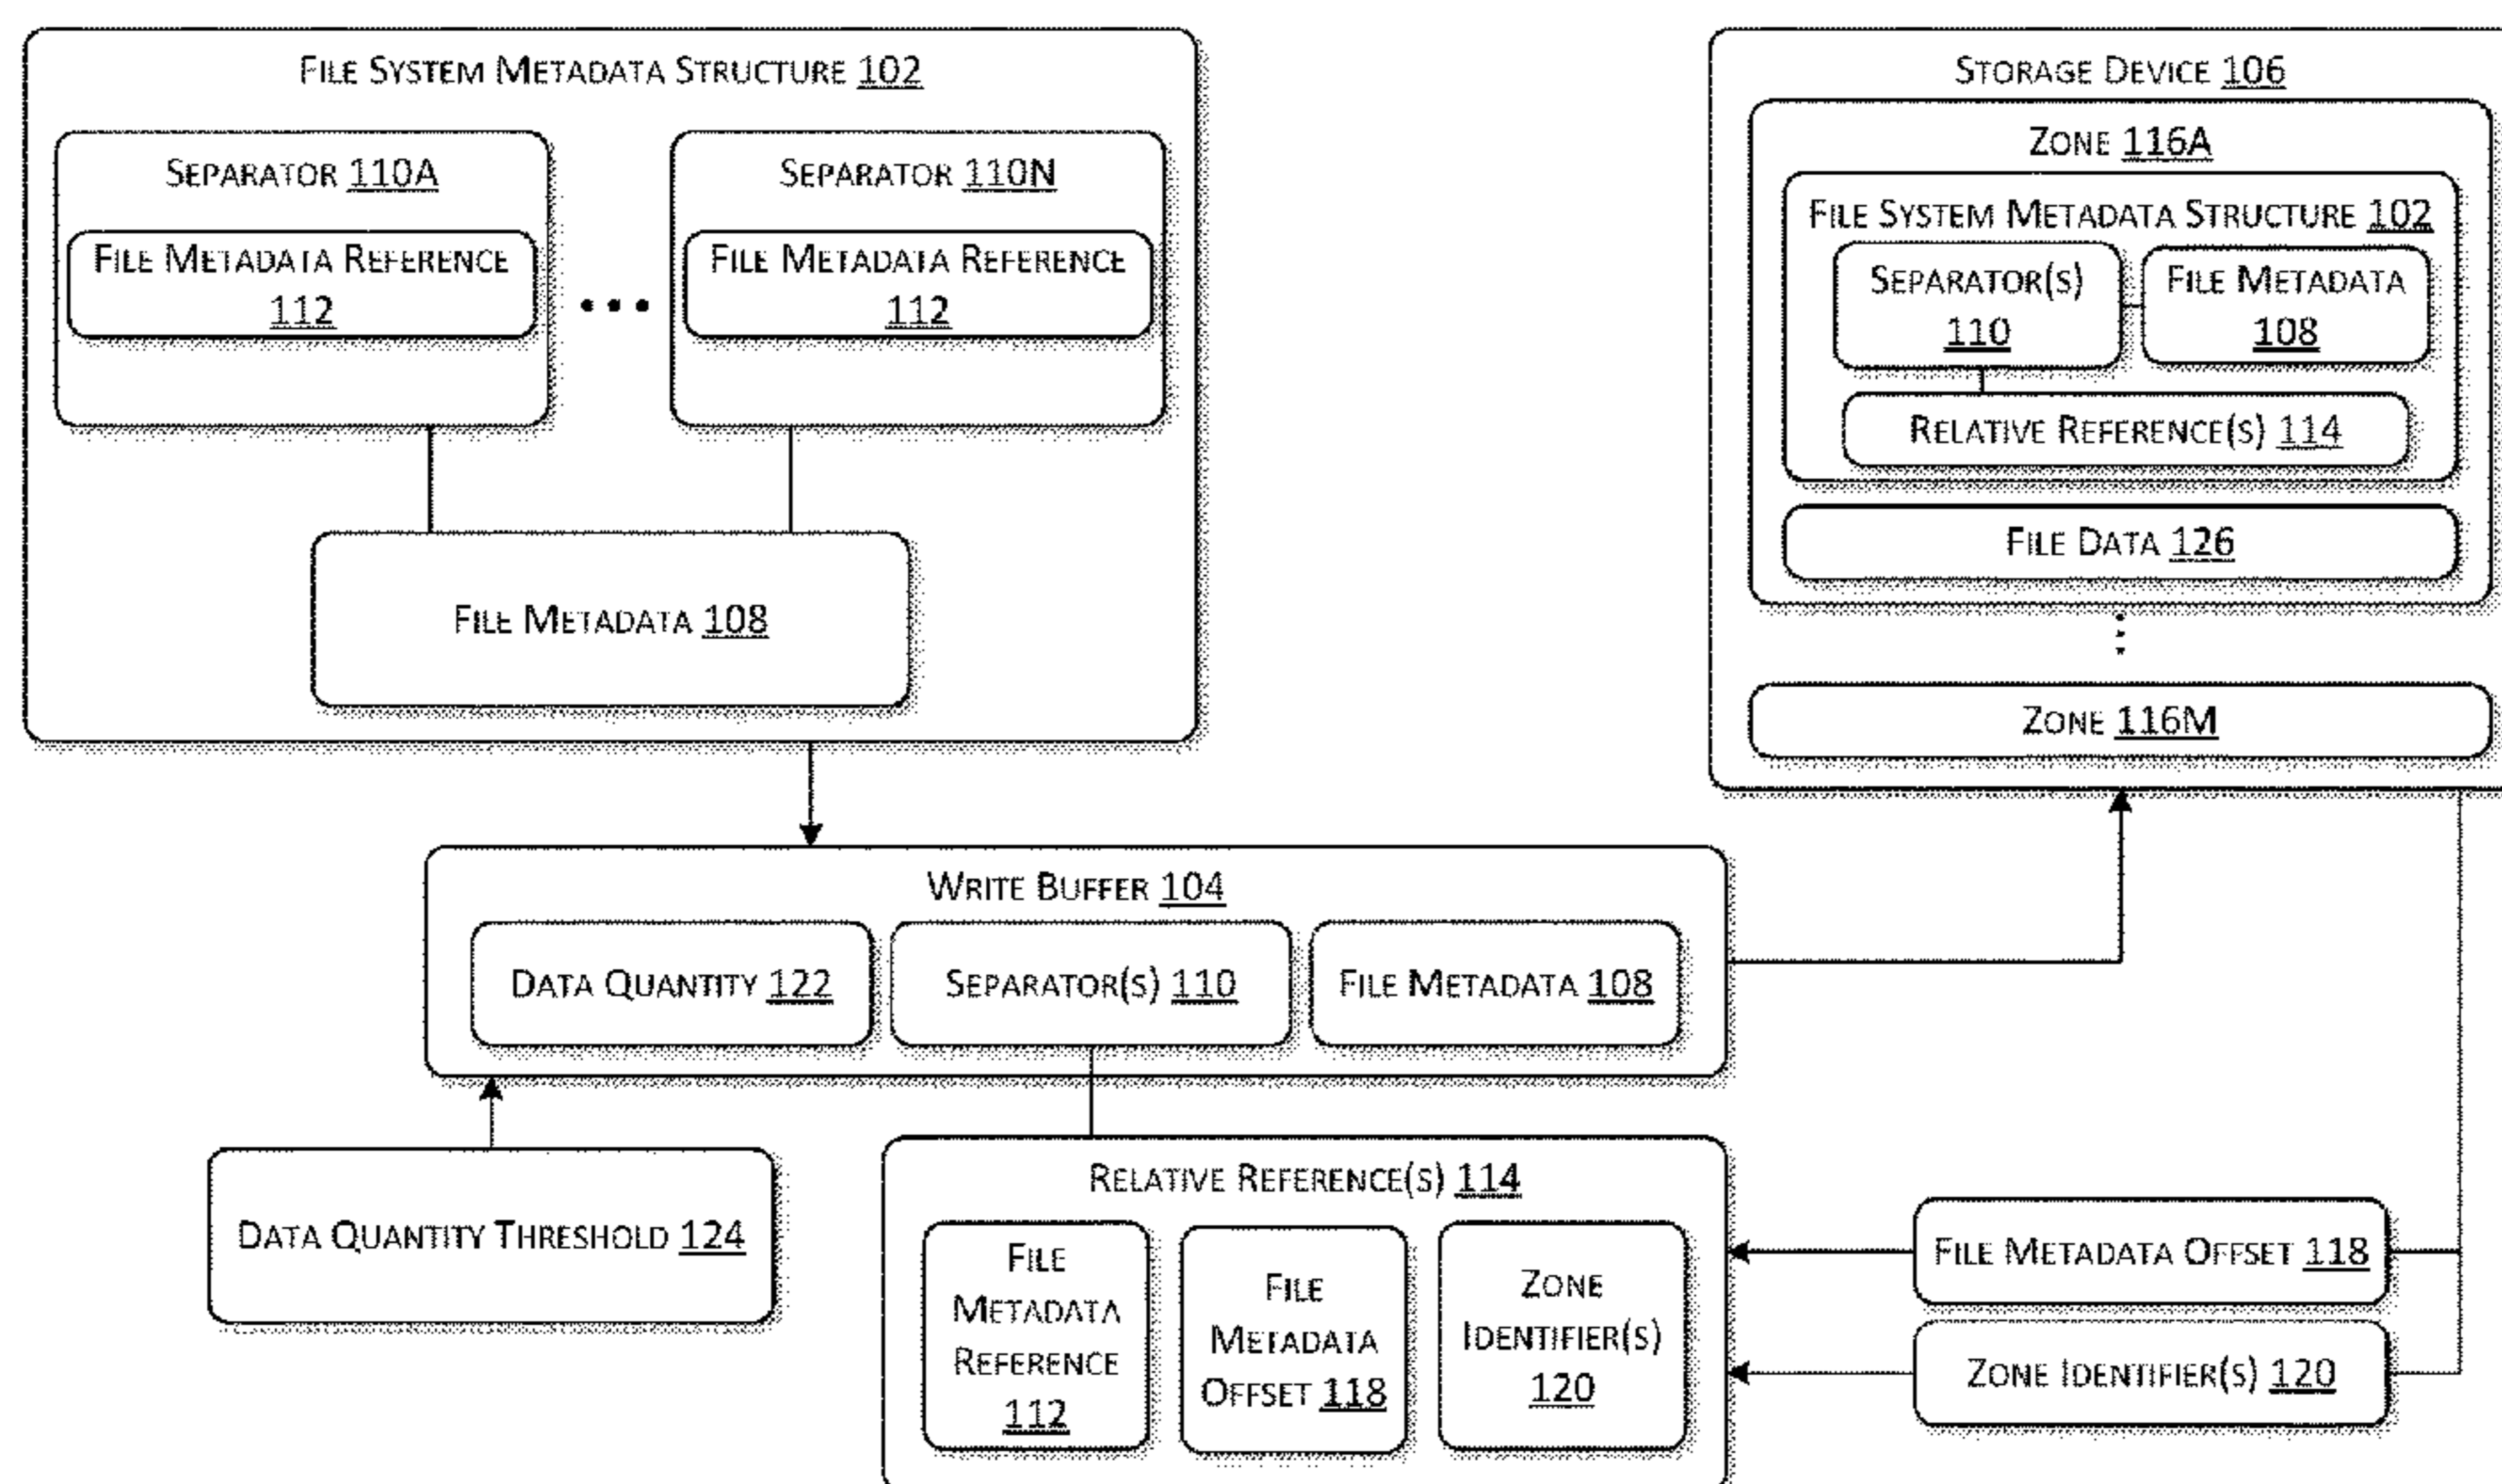 FILE SYSTEM METADATA STRUCTURE 102
SEPARATOR 110A
FILE METADATA REFERENCE
112
...
SEPARATOR 110N
FILE METADATA REFERENCE
112
FILE METADATA 108
STORAGE DEVICE 106
ZONE 116A
FILE SYSTEM METADATA STRUCTURE 102
SEPARATOR(S)
110
FILE METADATA
108
RELATIVE REFERENCE(S) 114
FILE DATA 126
ZONE 116M
WRITE BUFFER 104
DATA QUANTITY 122
SEPARATOR(S) 110
FILE METADATA 108
DATA QUANTITY THRESHOLD 124
RELATIVE REFERENCE(S) 114
FILE
METADATA
REFERENCE
112
FILE
METADATA
OFFSET 118
ZONE
IDENTIFIER(S)
120
FILE METADATA OFFSET 118
ZONE IDENTIFIER(S) 120